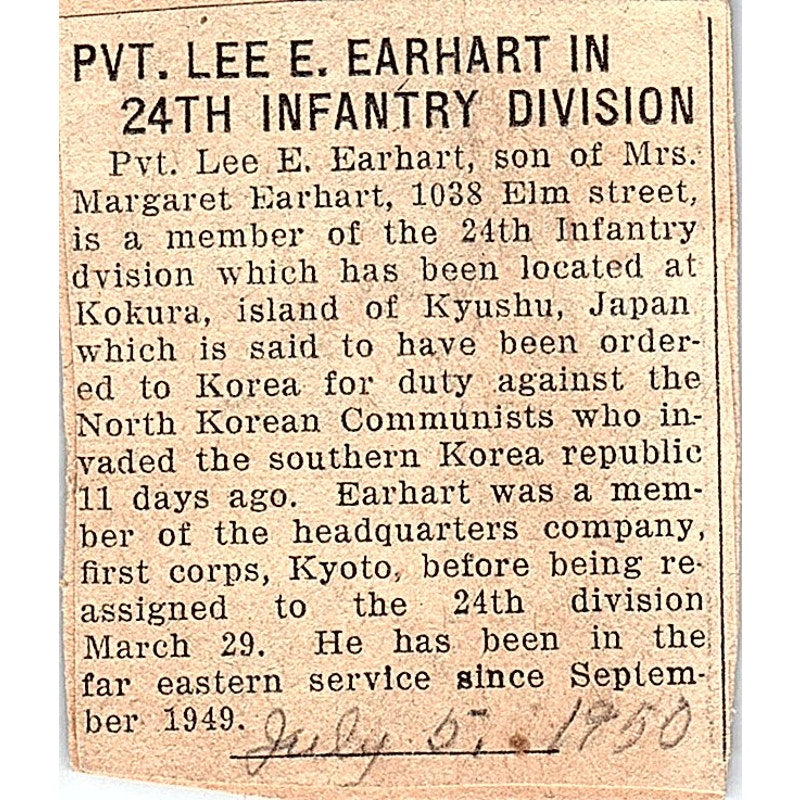 PVT. LEE E. EARHART IN
24TH INFANTRY DIVISION
Pvt. Lee E. Earhart, son of Mrs.
Margaret Earhart, 1038 Elm street,
is a member of the 24th Infantry
dvision which has been located at
Kokura, island of Kyushu, Japan
which is said to have been order-
ed to Korea for duty against the
North Korean Communists who in-
vaded the southern Korea republic
11 days ago. Earhart was a mem-
ber of the headquarters company,
first corps, Kyoto, before being re-
assigned to the 24th division
March 29. He has been in the
far eastern service since Septem-
ber 1949.
July 5, 1950